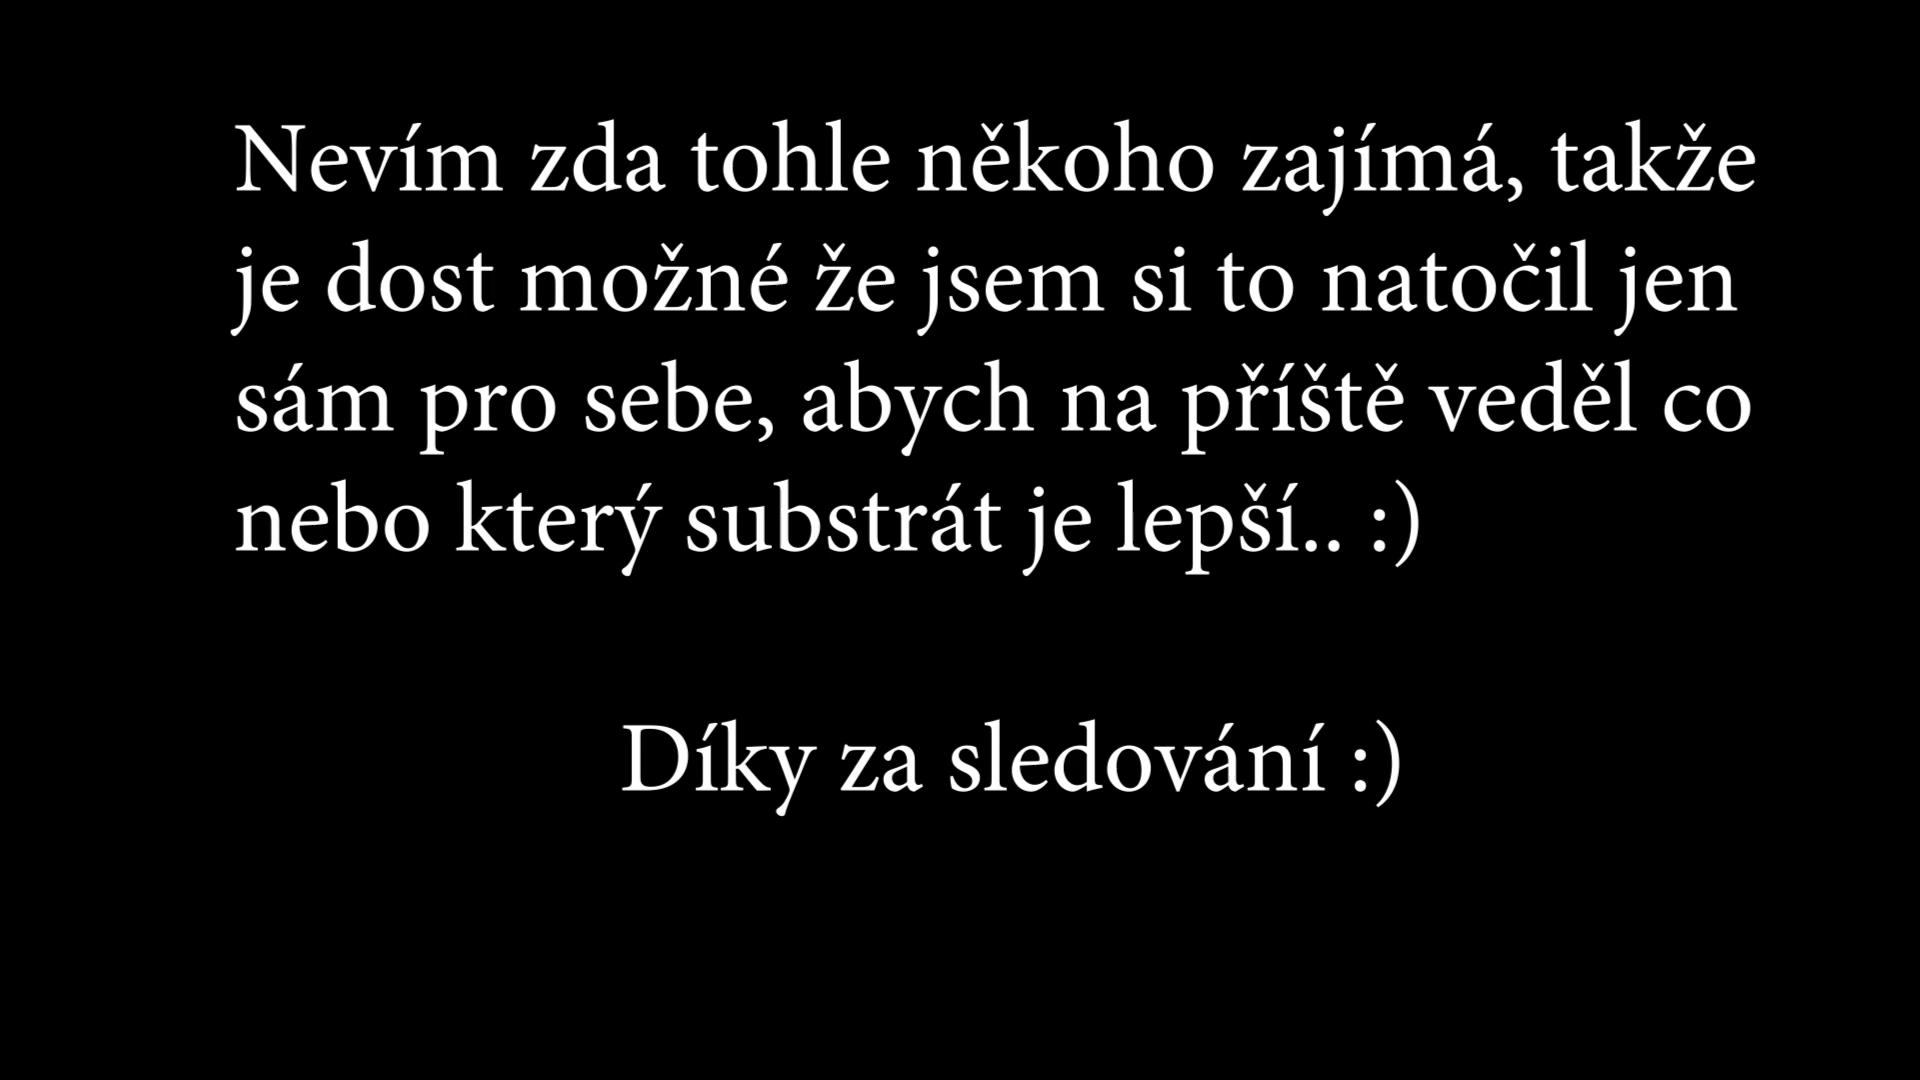 Nevím zda tohle někoho zajímá, takže
je dost možné že jsem si to natočil jen
sám pro sebe, abych na příště veděl co
nebo který substrát je lepší.. :)
Díky za sledování :)